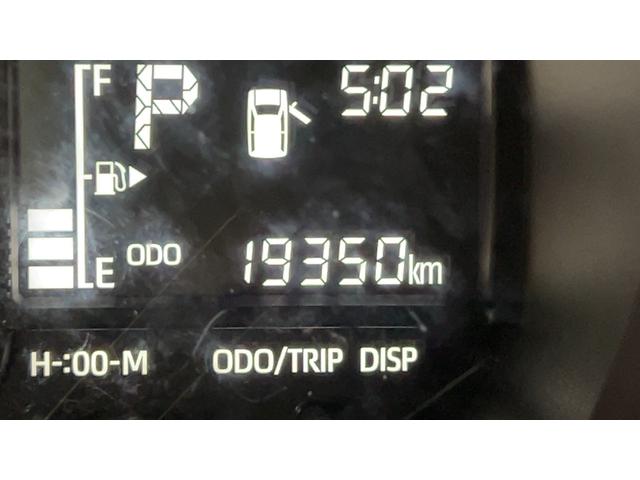 F P 5:02
E ODO 19350km
H-:00-M ODO/TRIP DISP